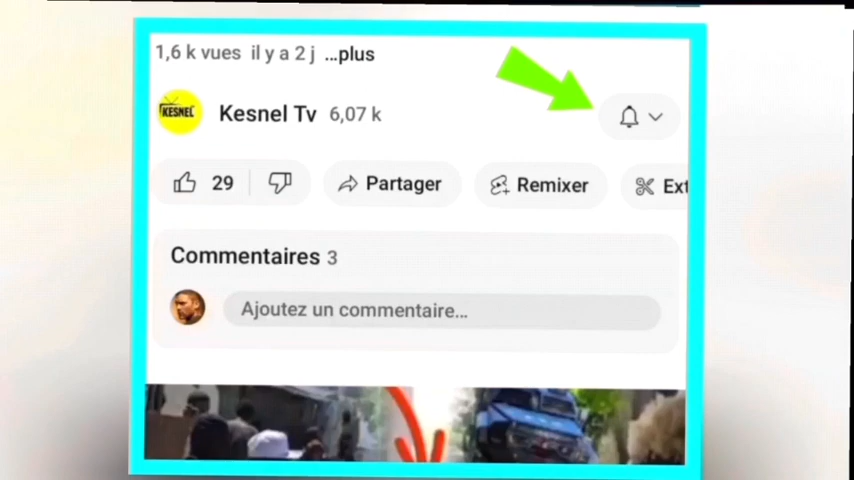 1,6 k vues il y a 2 j ...plus
KESNEL
Kesnel Tv 6,07 k
29 Partager Remixer Ext
Commentaires 3
Ajoutez un commentaire...